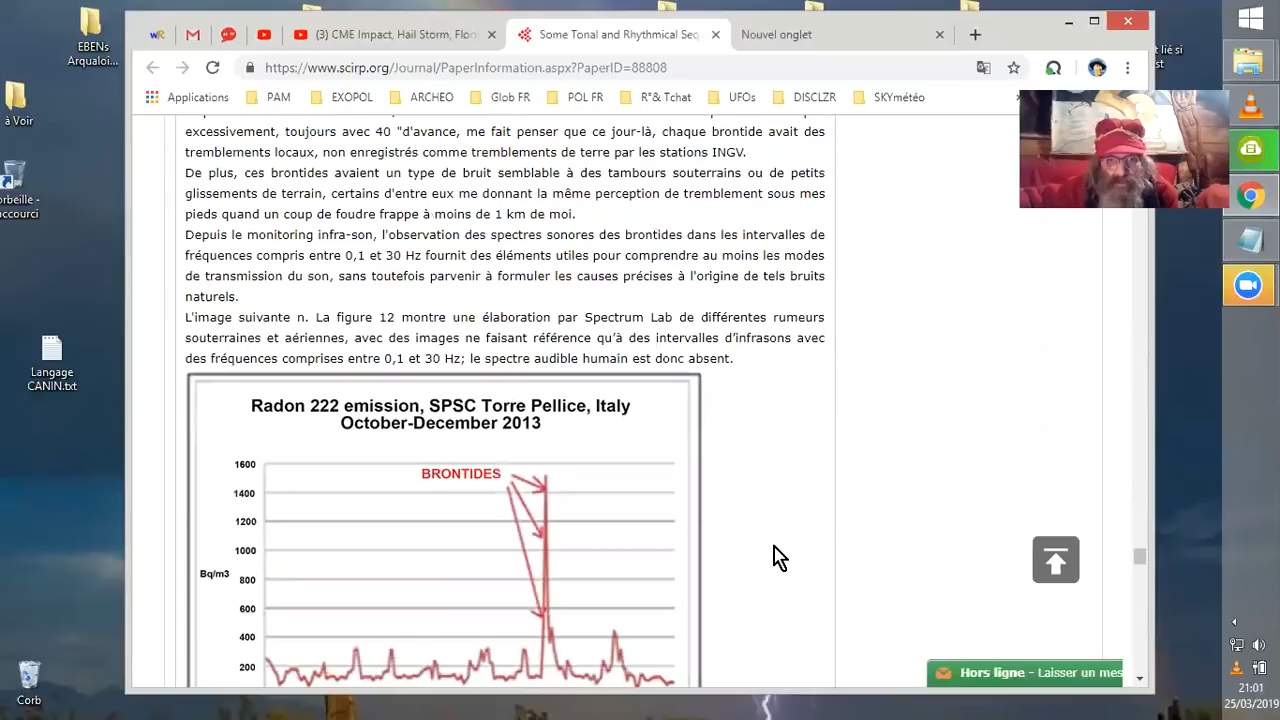 EBENs
Arqualoi...
à Voir
orbeille -
ccourci
Langage
CANIN.txt
Corb
wR
(3) CME Impact, Hail Storm, Floo
Some Tonal and Rhythmical Seq
Nouvel onglet
https://www.scirp.org/Journal/PaperInformation.aspx?PaperID=88808
Applications
PAM
EXOPOL
ARCHEO
Glob FR
POL FR
R°& Tchat
UFOs
DISCLZR
SKYmétéo
lié si
st
excessivement, toujours avec 40 "d'avance, me fait penser que ce jour-là, chaque brontide avait des
tremblements locaux, non enregistrés comme tremblements de terre par les stations INGV.
De plus, ces brontides avaient un type de bruit semblable à des tambours souterrains ou de petits
glissements de terrain, certains d'entre eux me donnant la même perception de tremblement sous mes
pieds quand un coup de foudre frappe à moins de 1 km de moi.
Depuis le monitoring infra-son, l'observation des spectres sonores des brontides dans les intervalles de
fréquences compris entre 0,1 et 30 Hz fournit des éléments utiles pour comprendre au moins les modes
de transmission du son, sans toutefois parvenir à formuler les causes précises à l'origine de tels bruits
naturels.
L'image suivante n. La figure 12 montre une élaboration par Spectrum Lab de différentes rumeurs
souterraines et aériennes, avec des images ne faisant référence qu'à des intervalles d'infrasons avec
des fréquences comprises entre 0,1 et 30 Hz; le spectre audible humain est donc absent.
Radon 222 emission, SPSC Torre Pellice, Italy
October-December 2013
BRONTIDES
1600
1400
1200
1000
Bq/m3
800
600
400
200
Hors ligne - Laisser un mes
21:01
25/03/2019